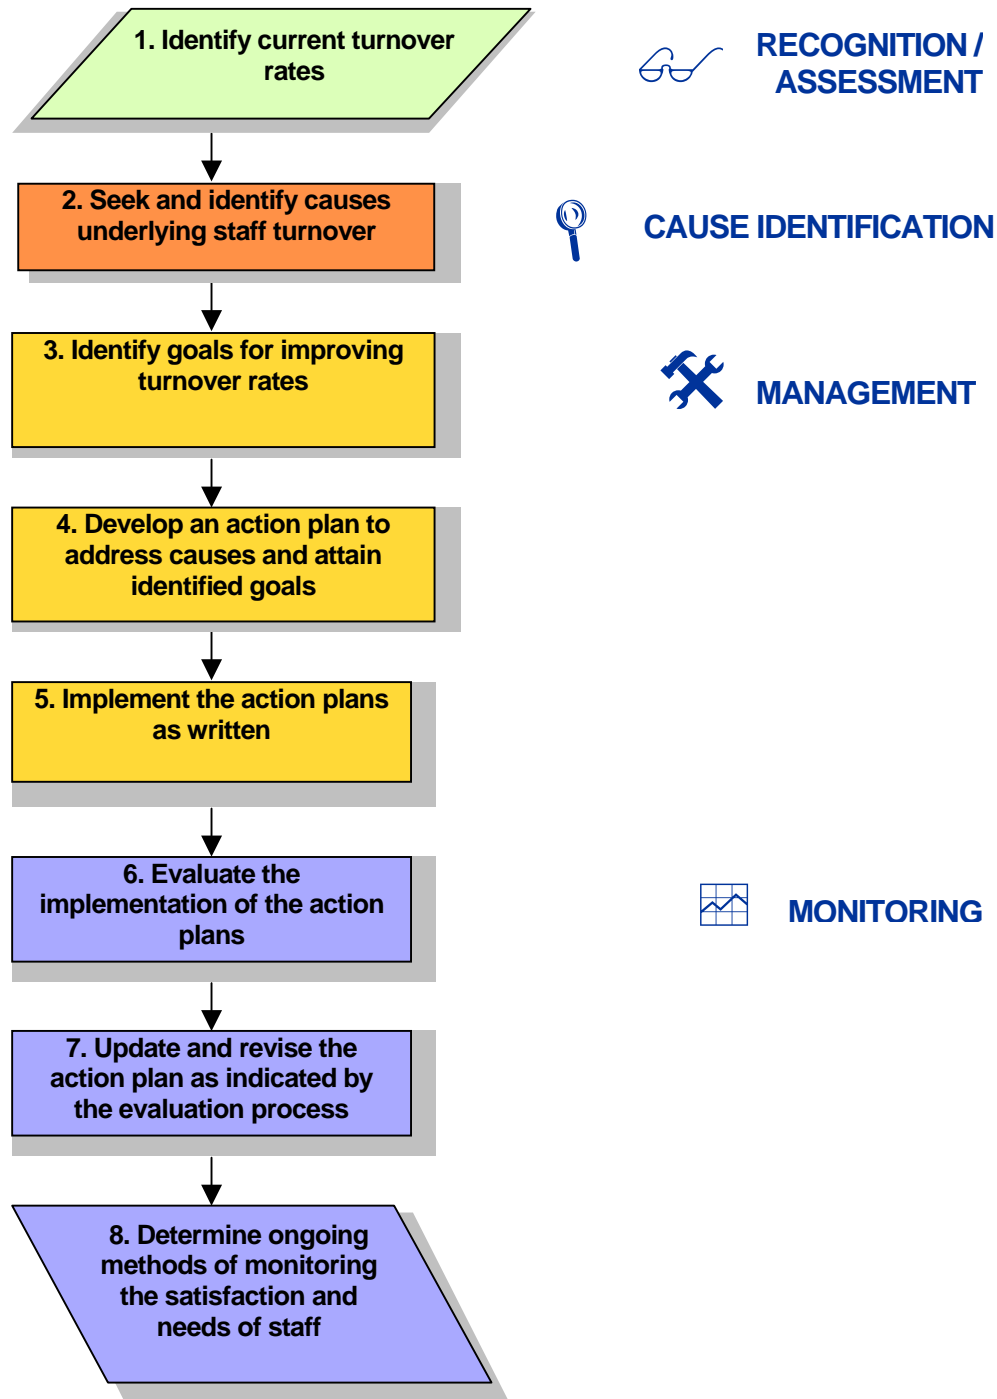 1. Identify current turnover
rates
RECOGNITION /
ASSESSMENT
2. Seek and identify causes
underlying staff turnover
CAUSE IDENTIFICATION
3. Identify goals for improving
turnover rates
MANAGEMENT
4. Develop an action plan to
address causes and attain
identified goals
5. Implement the action plans
as written
6. Evaluate the
implementation of the action
plans
MONITORING
7. Update and revise the
action plan as indicated by
the evaluation process
8. Determine ongoing
methods of monitoring
the satisfaction and
needs of staff